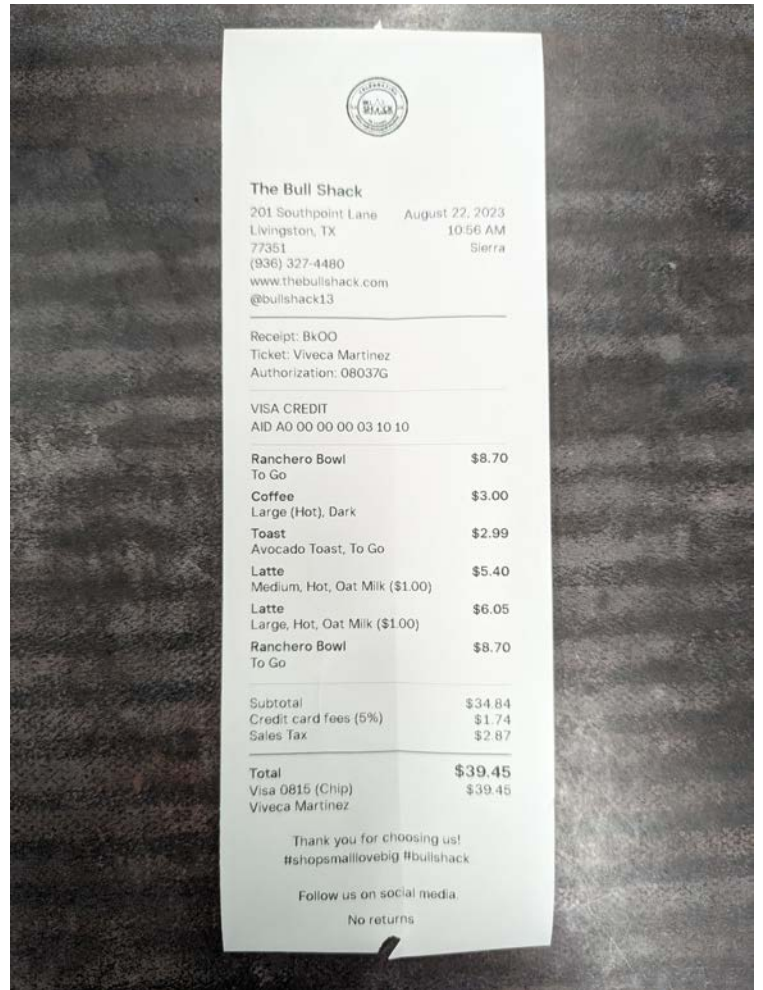 The Bull Shack
201 Southpoint Lane August 22, 2023
Livingston, TX 10:56 AM
77351 Sierra
(936) 327-4480
www.thebullshack.com
@bullshack13
Receipt: BkOO
Ticket: Viveca Martinez
Authorization: 08037G
VISA CREDIT
AID A0 00 00 00 03 10 10
Ranchero Bowl $8.70
To Go
Coffee $3.00
Large (Hot), Dark
Toast $2.99
Avocado Toast, To Go
Latte $5.40
Medium, Hot, Oat Milk ($1.00)
Latte $6.05
Large, Hot, Oat Milk ($1.00)
Ranchero Bowl $8.70
To Go
Subtotal $34.84
Credit card fees (5%) $1.74
Sales Tax $2.87
Total $39.45
Visa 0815 (Chip) $39.45
Viveca Martinez
Thank you for choosing us!
#shopsmalllovebig #bullshack
Follow us on social media.
No returns